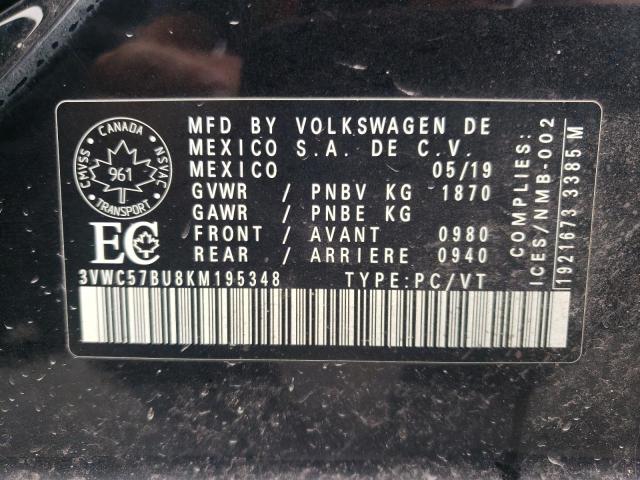 CANADA
CMVSS
NSVAC
961
TRANSPORT
EC
MFD BY VOLKSWAGEN DE
MEXICO S.A. DE C.V.
MEXICO 05/19
GVWR / PNBV KG 1870
GAWR / PNBE KG
FRONT / AVANT 0980
REAR / ARRIERE 0940
3VWC57BU8KM195348 TYPE:PC/VT
COMPLIES:
ICES/NMB-002
1921673 3385 M